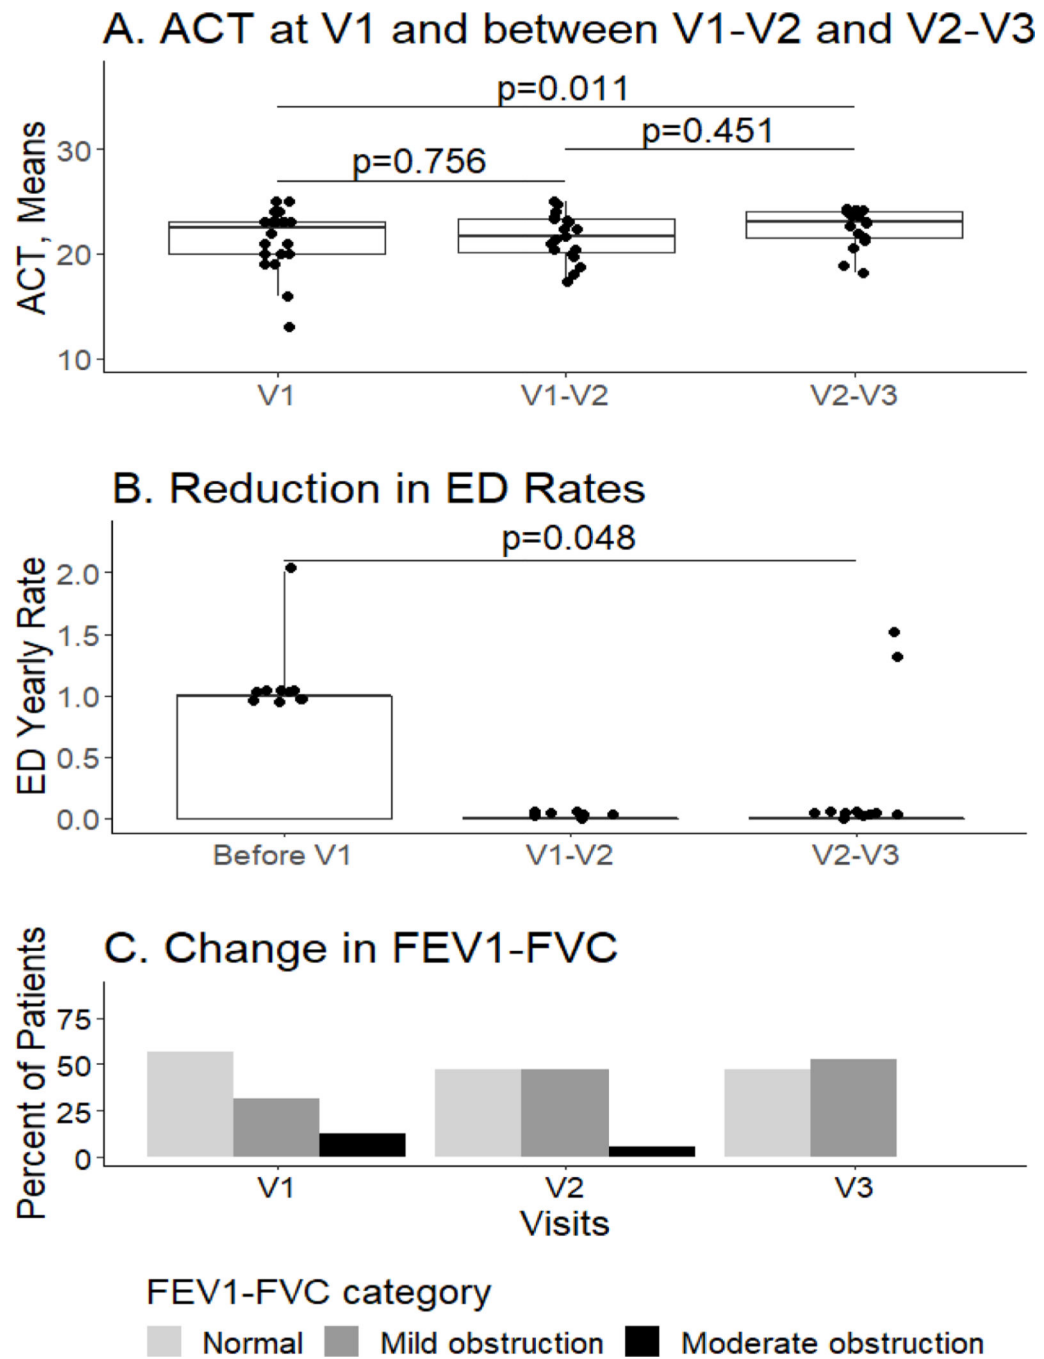 A. ACT at V1 and between V1-V2 and V2-V3
p=0.011
p=0.451
p=0.756
ACT, Means
30
20
10
V1 V1-V2 V2-V3
B. Reduction in ED Rates
p=0.048
ED Yearly Rate
2.0
1.5
1.0
0.5
0.0
Before V1 V1-V2 V2-V3
C. Change in FEV1-FVC
Percent of Patients
75
50
25
0
V1 V2 V3
Visits
FEV1-FVC category
Normal Mild obstruction Moderate obstruction